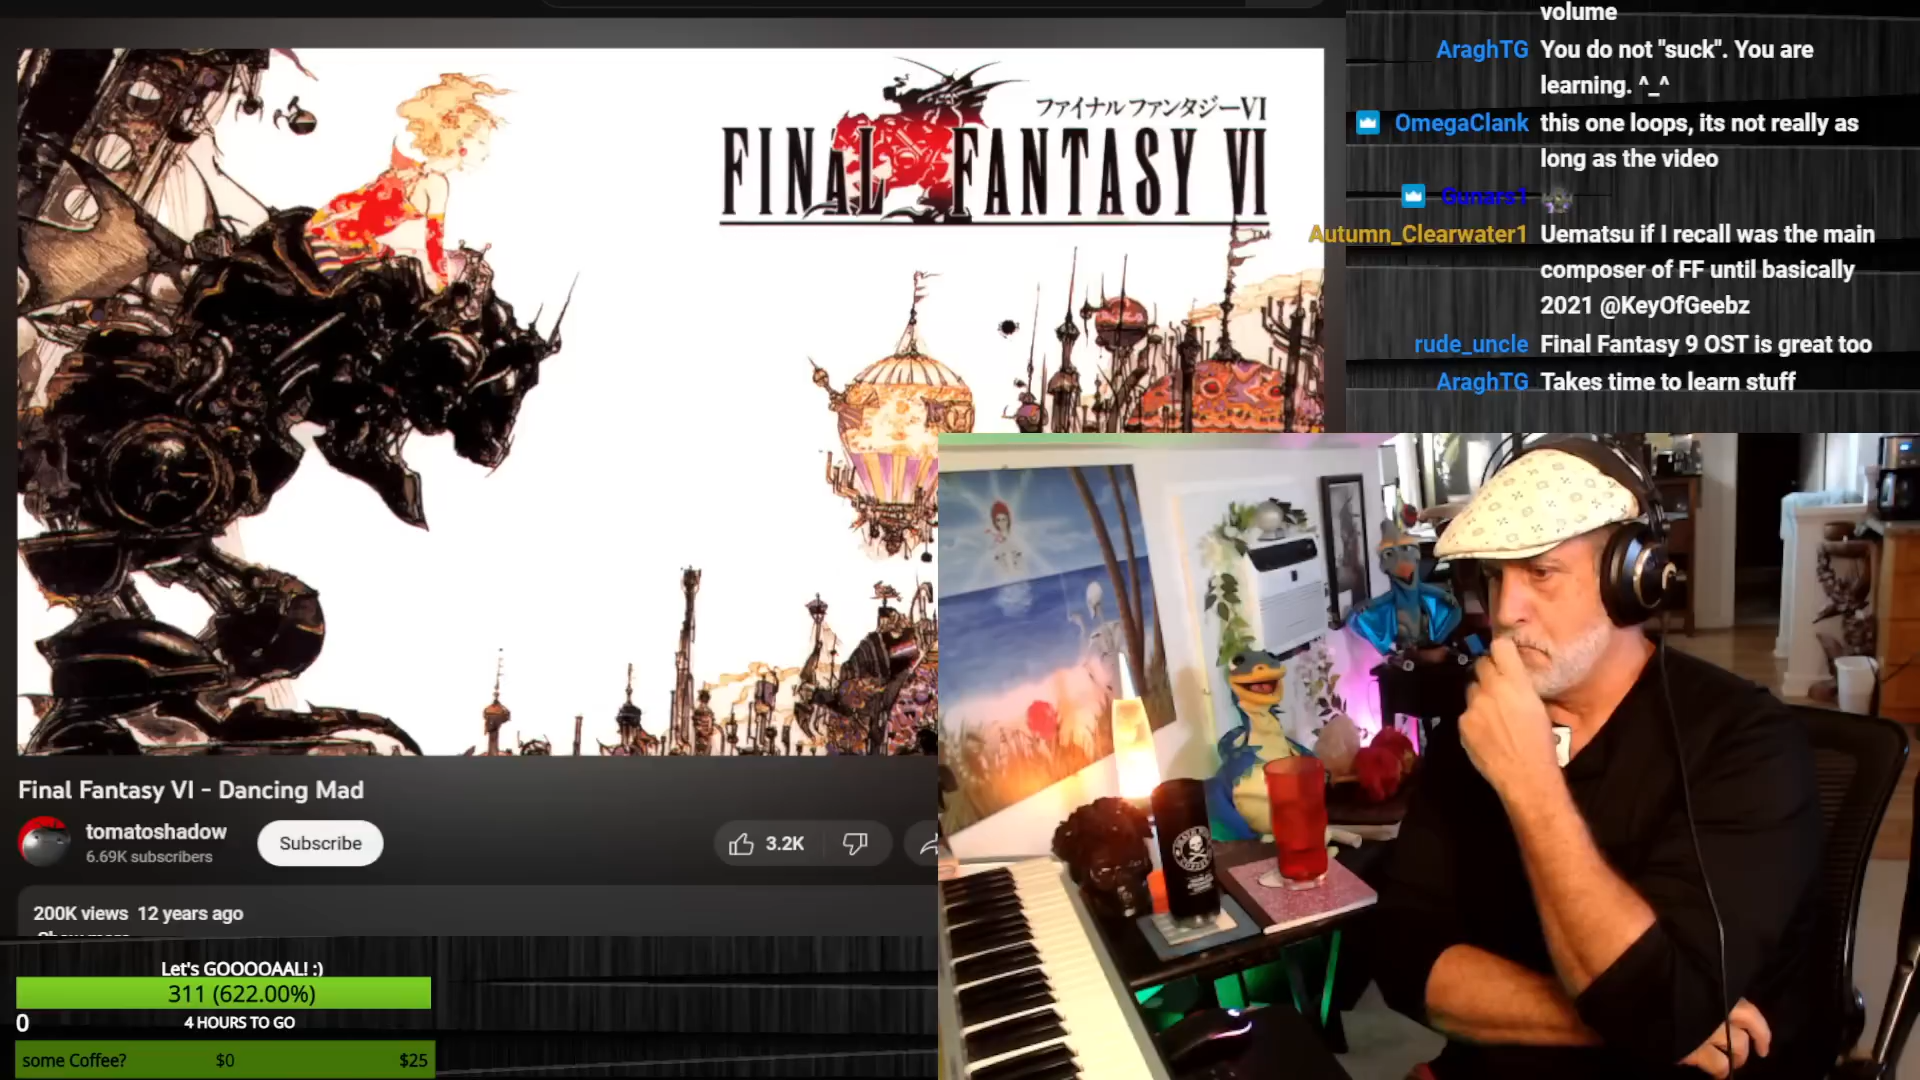 volume
AraghTG You do not "suck". You are
learning. ^_^
OmegaClank this one loops, its not really as
long as the video
Gunars1
Autumn_Clearwater1 Uematsu if I recall was the main
composer of FF until basically
2021 @KeyOfGeebz
rude_uncle Final Fantasy 9 OST is great too
AraghTG Takes time to learn stuff
ファイナルファンタジーVI
FINAL FANTASY VI
TM
Final Fantasy VI - Dancing Mad
tomatoshadow
6.69K subscribers
Subscribe
3.2K
200K views 12 years ago
Let's GOOOOAAL! :)
311 (622.00%)
0
4 HOURS TO GO
some Coffee? $0 $25